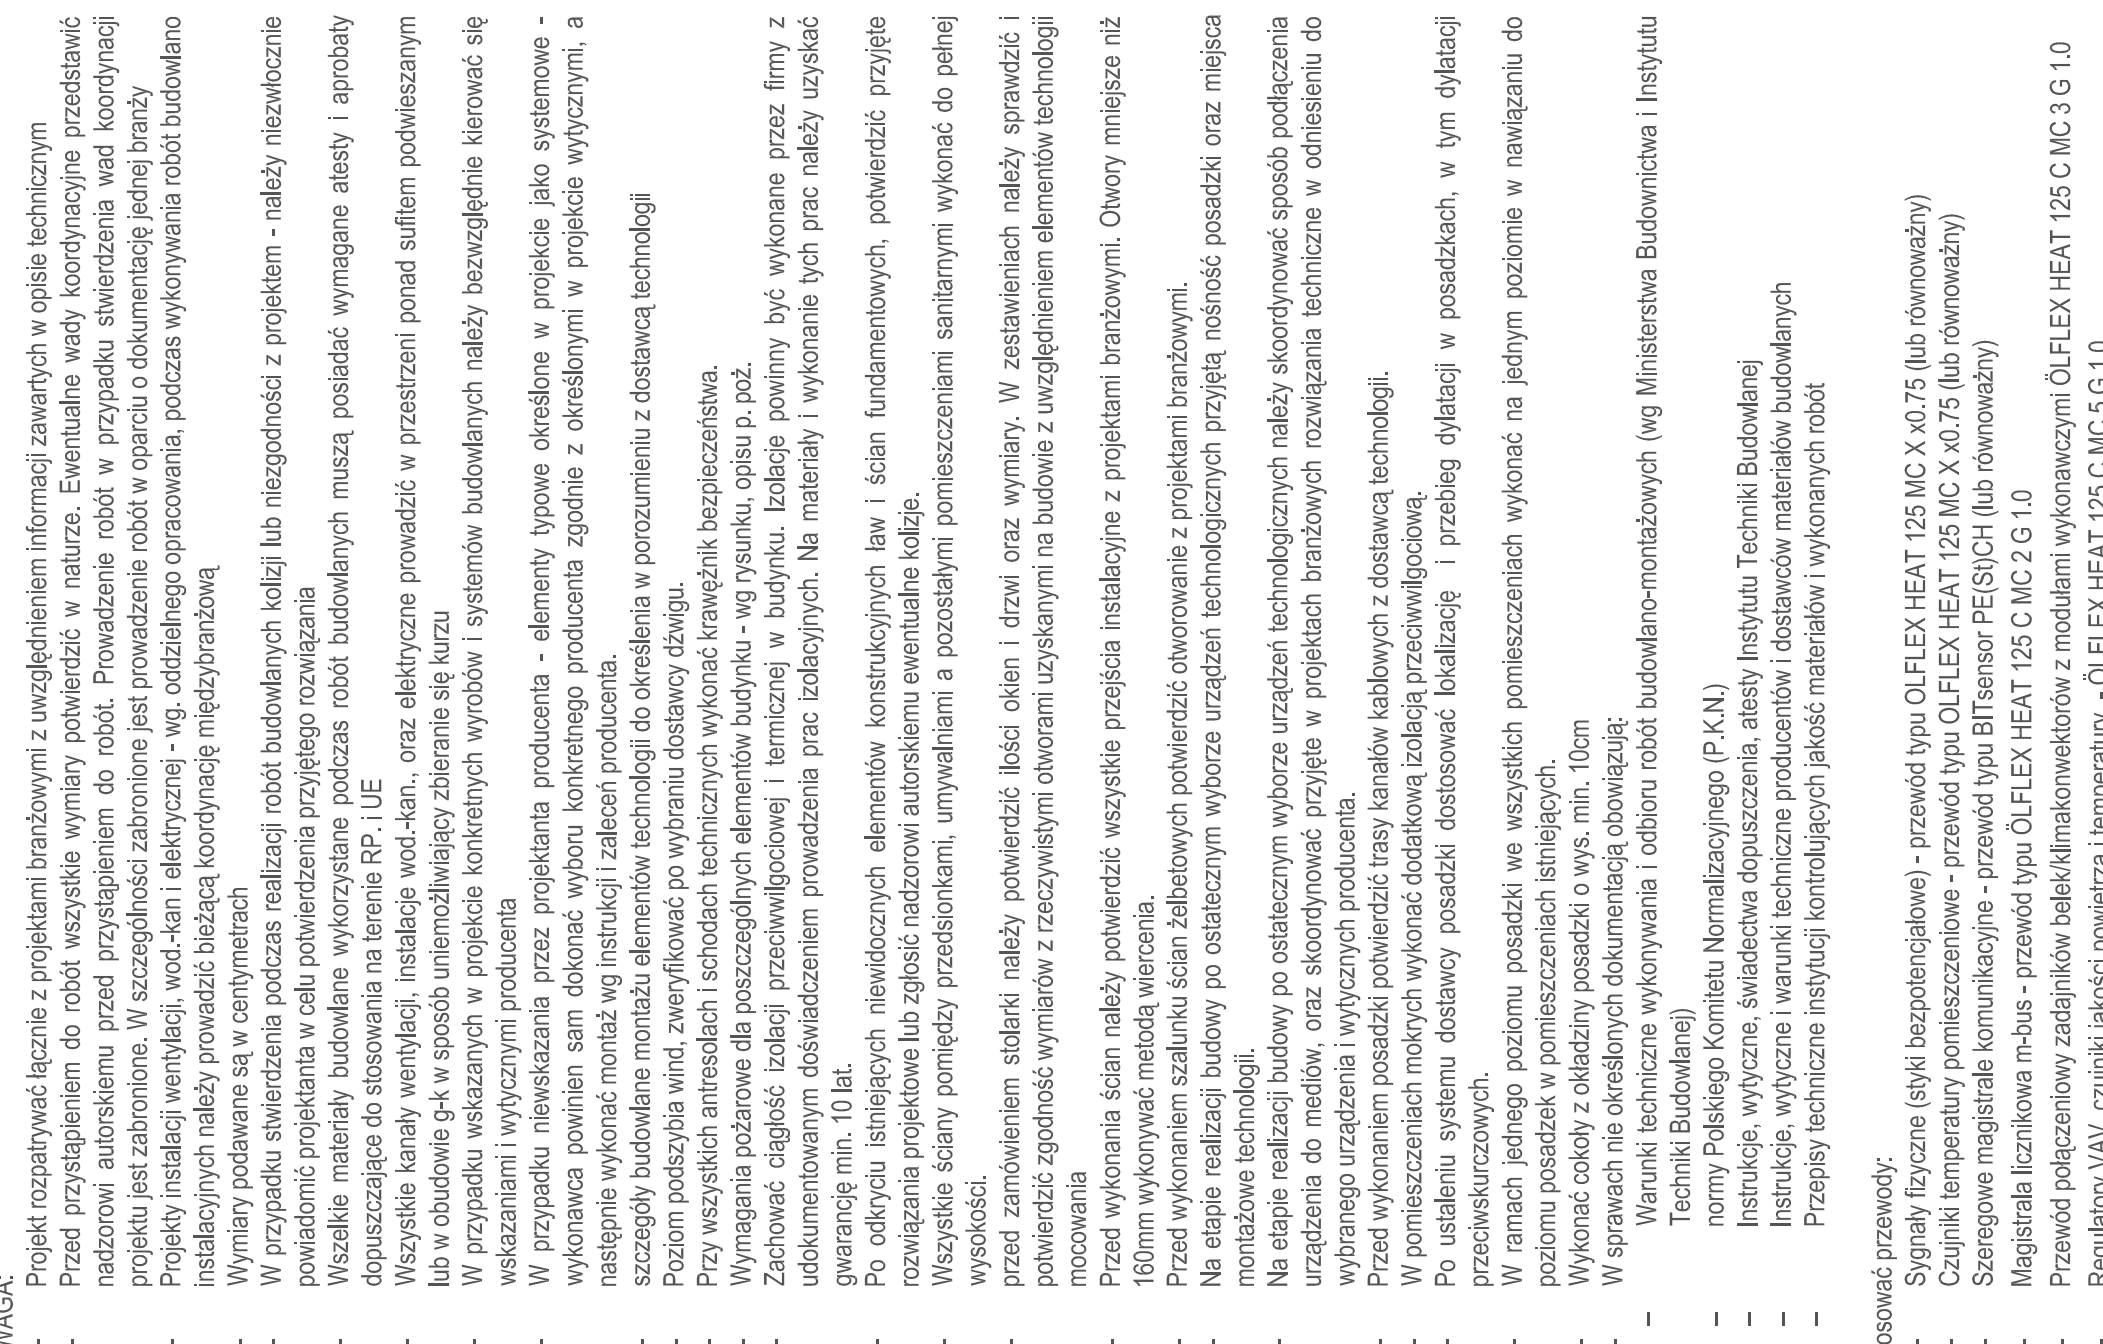 WAGA:
- Projekt rozpatrywać łącznie z projektami branżowymi z uwzględnieniem informacji zawartych w opisie technicznym
- Przed przystąpieniem do robót wszystkie wymiary potwierdzić w naturze. Ewentualne wady koordynacyjne przedstawić
nadzorowi autorskiemu przed przystąpieniem do robót. Prowadzenie robót w przypadku stwierdzenia wad koordynacji
projektu jest zabronione. W szczególności zabronione jest prowadzenie robót w oparciu o dokumentację jednej branży
- Projekty instalacji wentylacji, wod.-kan i elektrycznej - wg. oddzielnego opracowania, podczas wykonywania robót budowlano
instalacyjnych należy prowadzić bieżącą koordynację międzybranżową
- Wymiary podawane są w centymetrach
- W przypadku stwierdzenia podczas realizacji robót budowlanych kolizji lub niezgodności z projektem - należy niezwłocznie
powiadomić projektanta w celu potwierdzenia przyjętego rozwiązania
- Wszelkie materiały budowlane wykorzystane podczas robót budowlanych muszą posiadać wymagane atesty i aprobaty
dopuszczające do stosowania na terenie RP. i UE
- Wszystkie kanały wentylacji, instalacje wod.-kan., oraz elektryczne prowadzić w przestrzeni ponad sufitem podwieszanym
lub w obudowie g-k w sposób uniemożliwiający zbieranie się kurzu
- W przypadku wskazanych w projekcie konkretnych wyrobów i systemów budowlanych należy bezwzględnie kierować się
wskazaniami i wytycznymi producenta
- W przypadku niewskazania przez projektanta producenta - elementy typowe określone w projekcie jako systemowe -
wykonawca powinien sam dokonać wyboru konkretnego producenta zgodnie z określonymi w projekcie wytycznymi, a
następnie wykonać montaż wg instrukcji i zaleceń producenta.
- szczegóły budowlane montażu elementów technologii do określenia w porozumieniu z dostawcą technologii
- Poziom podszybia wind, zweryfikować po wybraniu dostawcy dźwigu.
- Przy wszystkich antresolach i schodach technicznych wykonać krawężnik bezpieczeństwa.
- Wymagania pożarowe dla poszczególnych elementów budynku - wg rysunku, opisu p. poż.
- Zachować ciągłość izolacji przeciwwilgociowej i termicznej w budynku. Izolacje powinny być wykonane przez firmy z
udokumentowanym doświadczeniem prowadzenia prac izolacyjnych. Na materiały i wykonanie tych prac należy uzyskać
gwarancję min. 10 lat.
- Po odkryciu istniejących niewidocznych elementów konstrukcyjnych ław i ścian fundamentowych, potwierdzić przyjęte
rozwiązania projektowe lub zgłosić nadzorowi autorskiemu ewentualne kolizje.
- Wszystkie ściany pomiędzy przedsionkami, umywalniami a pozostałymi pomieszczeniami sanitarnymi wykonać do pełnej
wysokości.
- przed zamówieniem stolarki należy potwierdzić ilości okien i drzwi oraz wymiary. W zestawieniach należy sprawdzić i
potwierdzić zgodność wymiarów z rzeczywistymi otworami uzyskanymi na budowie z uwzględnieniem elementów technologii
mocowania
- Przed wykonania ścian należy potwierdzić wszystkie przejścia instalacyjne z projektami branżowymi. Otwory mniejsze niż
160mm wykonywać metodą wiercenia.
- Przed wykonaniem szalunku ścian żelbetowych potwierdzić otworowanie z projektami branżowymi.
- Na etapie realizacji budowy po ostatecznym wyborze urządzeń technologicznych przyjętą nośność posadzki oraz miejsca
montażowe technologii.
- Na etapie realizacji budowy po ostatecznym wyborze urządzeń technologicznych należy skoordynować sposób podłączenia
urządzenia do mediów, oraz skoordynować przyjęte w projektach branżowych rozwiązania techniczne w odniesieniu do
wybranego urządzenia i wytycznych producenta.
- Przed wykonaniem posadzki potwierdzić trasy kanałów kablowych z dostawcą technologii.
- W pomieszczeniach mokrych wykonać dodatkową izolacją przeciwwilgociową.
- Po ustaleniu systemu dostawcy posadzki dostosować lokalizację i przebieg dylatacji w posadzkach, w tym dylatacji
przeciwskurczowych.
- W ramach jednego poziomu posadzki we wszystkich pomieszczeniach wykonać na jednym poziomie w nawiązaniu do
poziomu posadzek w pomieszczeniach istniejących.
- Wykonać cokoły z okładziny posadzki o wys. min. 10cm
- W sprawach nie określonych dokumentacją obowiązują:
– Warunki techniczne wykonywania i odbioru robót budowlano-montażowych (wg Ministerstwa Budownictwa i Instytutu
Techniki Budowlanej)
– normy Polskiego Komitetu Normalizacyjnego (P.K.N.)
– Instrukcje, wytyczne, świadectwa dopuszczenia, atesty Instytutu Techniki Budowlanej
– Instrukcje, wytyczne i warunki techniczne producentów i dostawców materiałów budowlanych
– Przepisy techniczne instytucji kontrolujących jakość materiałów i wykonanych robót
osować przewody:
- Sygnały fizyczne (styki bezpotencjałowe) - przewód typu OLFLEX HEAT 125 MC X x0.75 (lub równoważny)
- Czujniki temperatury pomieszczeniowe - przewód typu OLFLEX HEAT 125 MC X x0.75 (lub równoważny)
- Szeregowe magistrale komunikacyjne - przewód typu BITsensor PE(St)CH (lub równoważny)
- Magistrala licznikowa m-bus - przewód typu ÖLFLEX HEAT 125 C MC 2 G 1.0
- Przewód połączeniowy zadajników belek/klimakonwektorów z modułami wykonawczymi ÖLFLEX HEAT 125 C MC 3 G 1.0
- Regulatory VAV, czujniki jakości powietrza i temperatury - ÖLFLEX HEAT 125 C MC 5 G 1.0